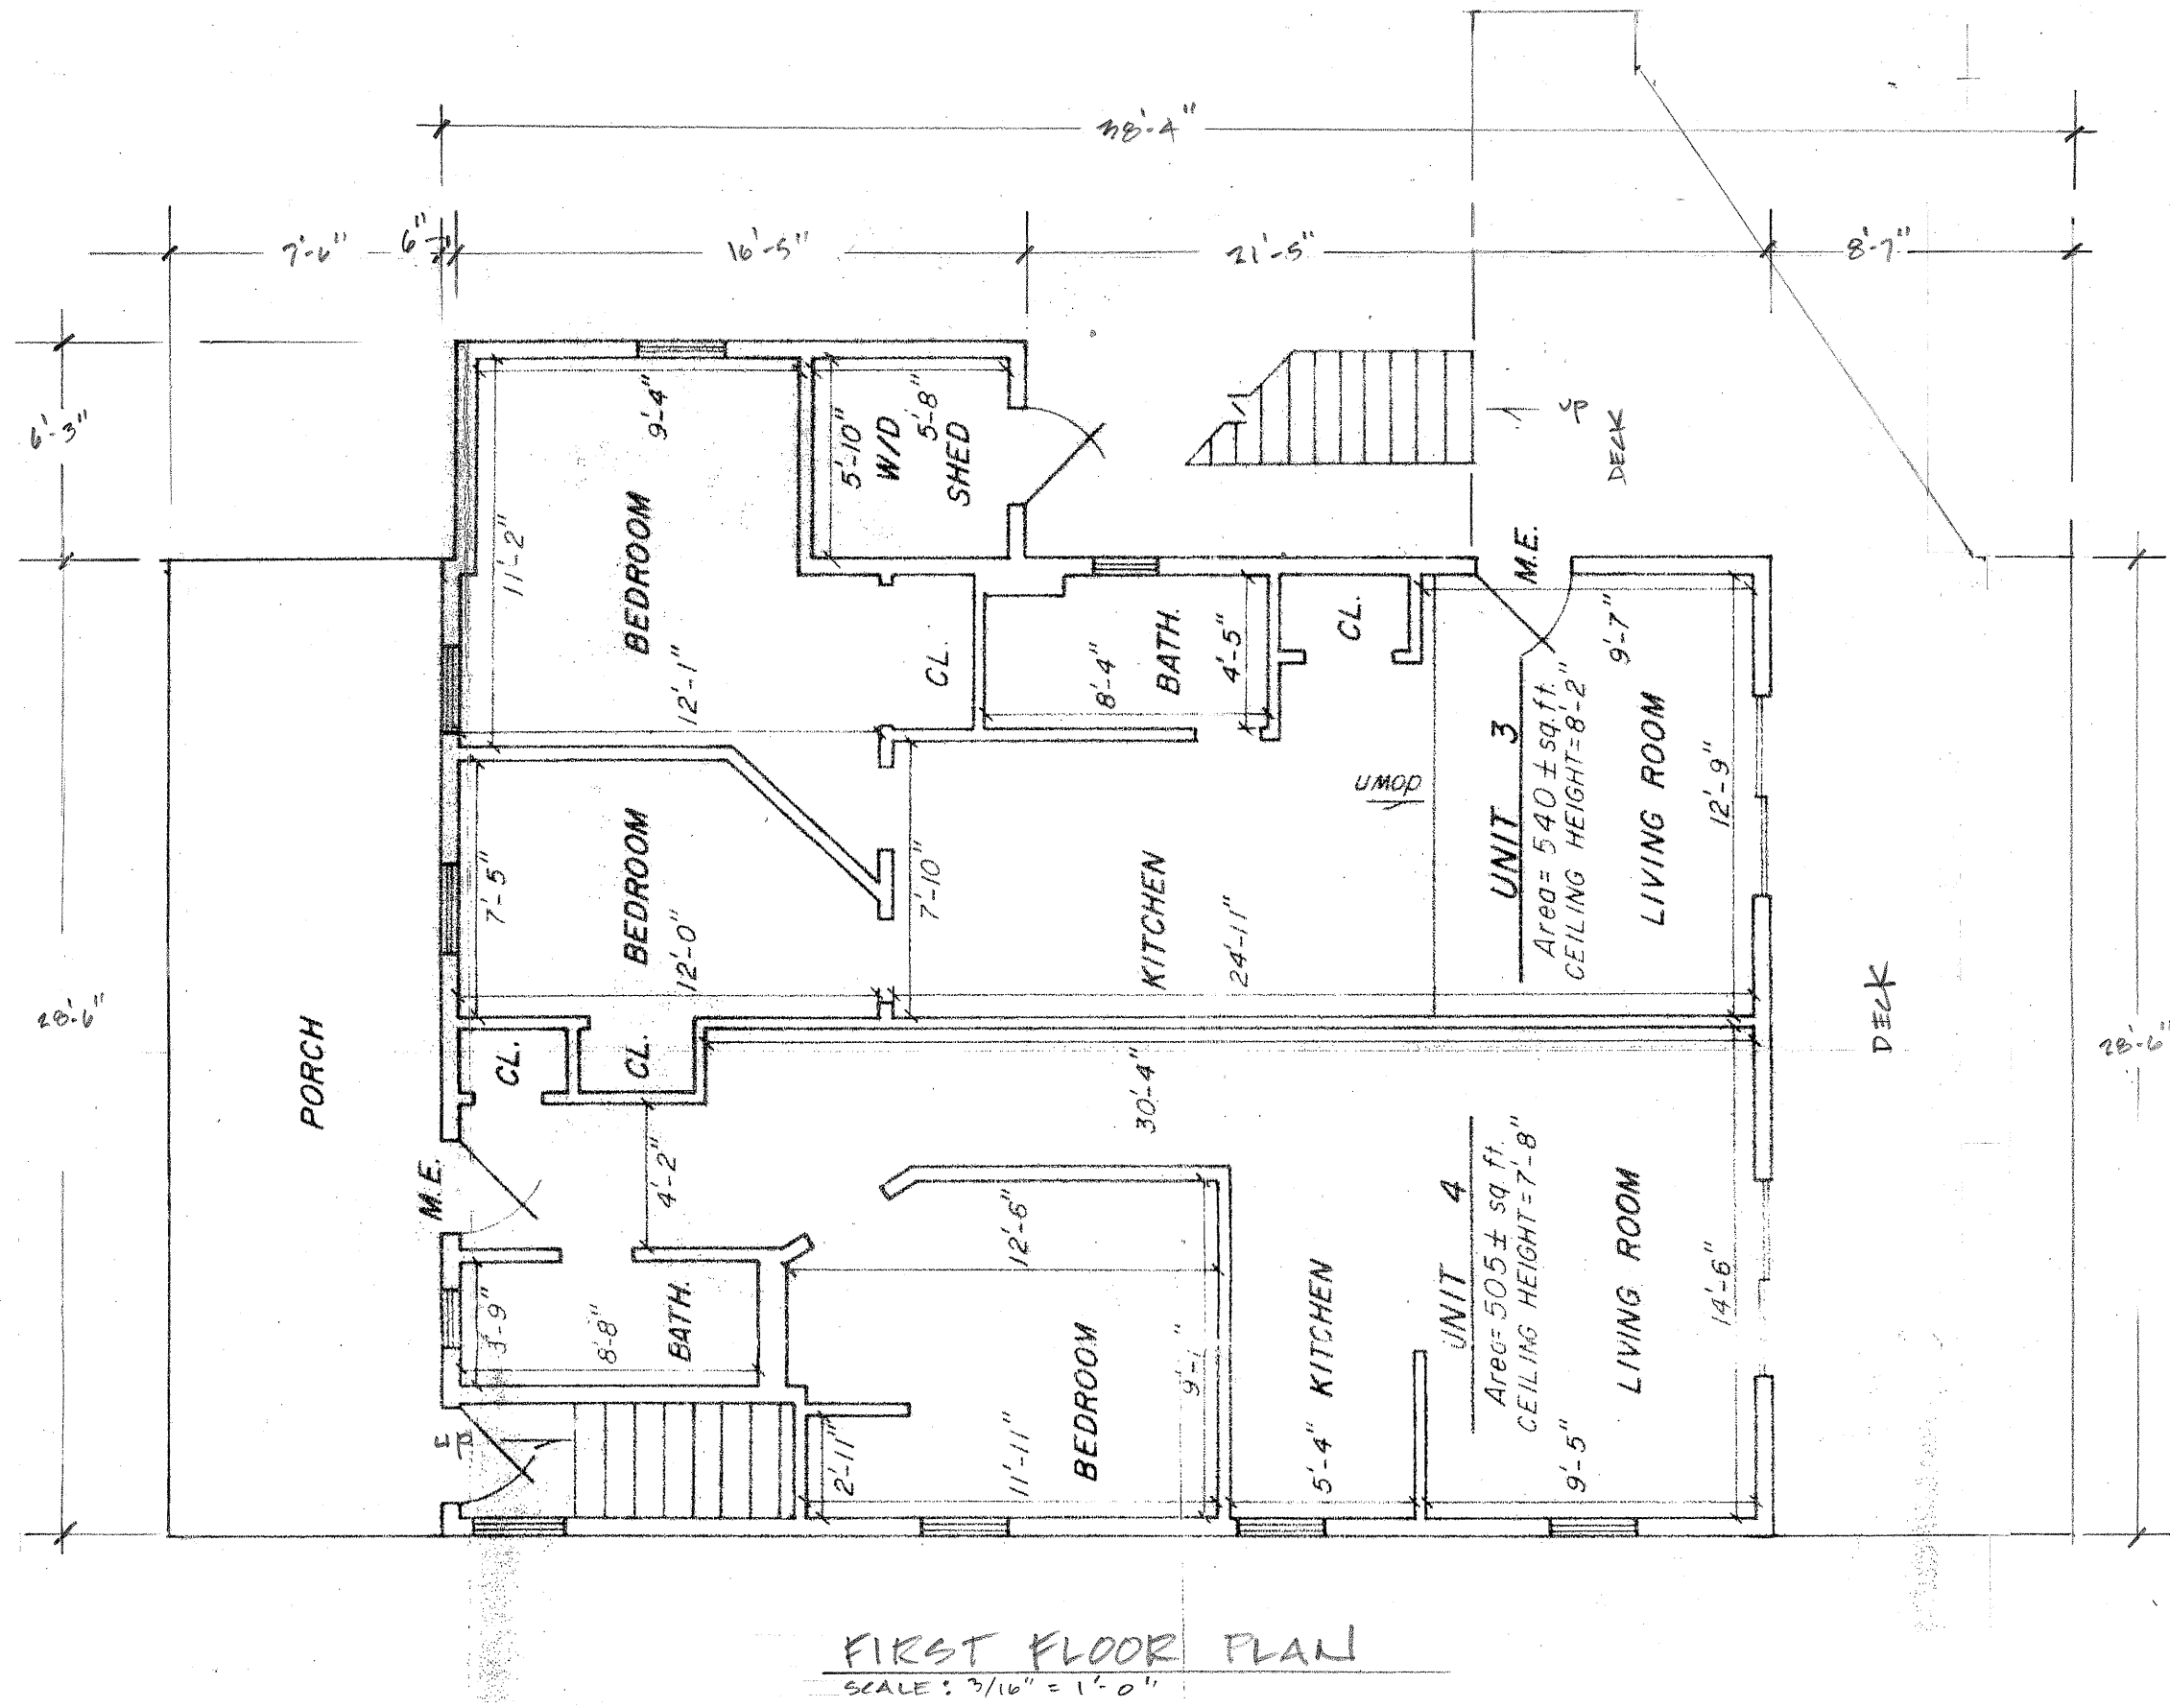 38'-4"
7'-6"
6"
16'-5"
21'-5"
8'-7"
6'-3"
28'-6"
28'-6"
UP
DECK
9'-4"
5'-10"
W/D
5'-8"
SHED
BEDROOM
11'-2"
12'-1"
CL.
8'-4"
BATH.
4'-5"
CL.
M.E.
9'-7"
UNIT 3
Area= 540 ± sq.ft.
CEILING HEIGHT=8'-2"
LIVING ROOM
12'-9"
down
7'-5"
BEDROOM
12'-0"
7'-10"
KITCHEN
24'-11"
DECK
PORCH
CL.
CL.
M.E.
4'-2"
30'-4"
3'-9"
8'-8"
BATH.
12'-6"
9'-1"
UP
2'-11"
11'-11"
BEDROOM
KITCHEN
5'-4"
UNIT 4
Area=505± sq ft.
CEILING HEIGHT=7'-8"
LIVING ROOM
9'-5"
14'-6"
FIRST FLOOR PLAN
SCALE: 3/16" = 1'-0"